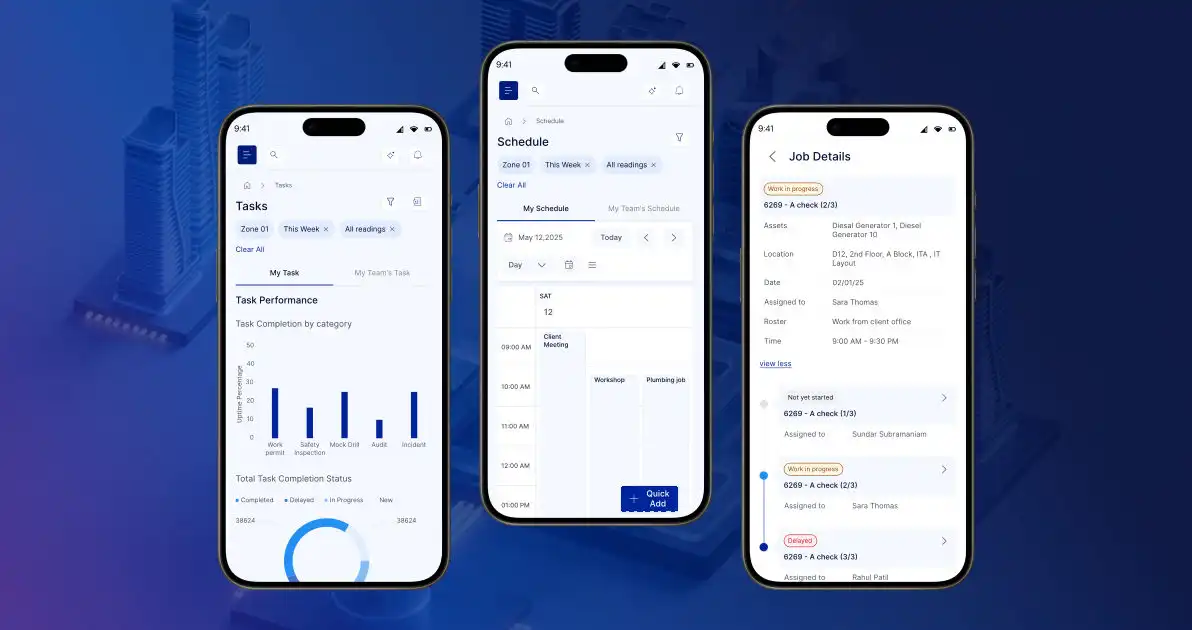 9:41
Tasks
Tasks
Zone 01 This Week × All readings ×
Clear All
My Task My Team's Task
Task Performance
Task Completion by category
Uptime Percentage
50
40
30
20
10
0
Work permit
Safety Inspection
Mock Drill
Audit
Incident
Total Task Completion Status
Completed Delayed In Progress New
38624 38624
9:41
Schedule
Schedule
Zone 01 This Week × All readings ×
Clear All
My Schedule My Team's Schedule
May 12,2025 Today
Day
SAT
12
Client
Meeting
09:00 AM
Workshop Plumbing job
10:00 AM
11:00 AM
12:00 AM
01:00 PM
+ Quick
Add
9:41
Job Details
Work in progress
6269 - A check (2/3)
Assets Diesal Generator 1, Diesel
Generator 10
Location D12, 2nd Floor, A Block, ITA , IT
Layout
Date 02/01/25
Assigned to Sara Thomas
Roster Work from client office
Time 9:00 AM - 9:30 PM
view less
Not yet started
6269 - A check (1/3)
Assigned to Sundar Subramaniam
Work in progress
6269 - A check (2/3)
Assigned to Sara Thomas
Delayed
6269 - A check (3/3)
Assigned to Rahul Patil